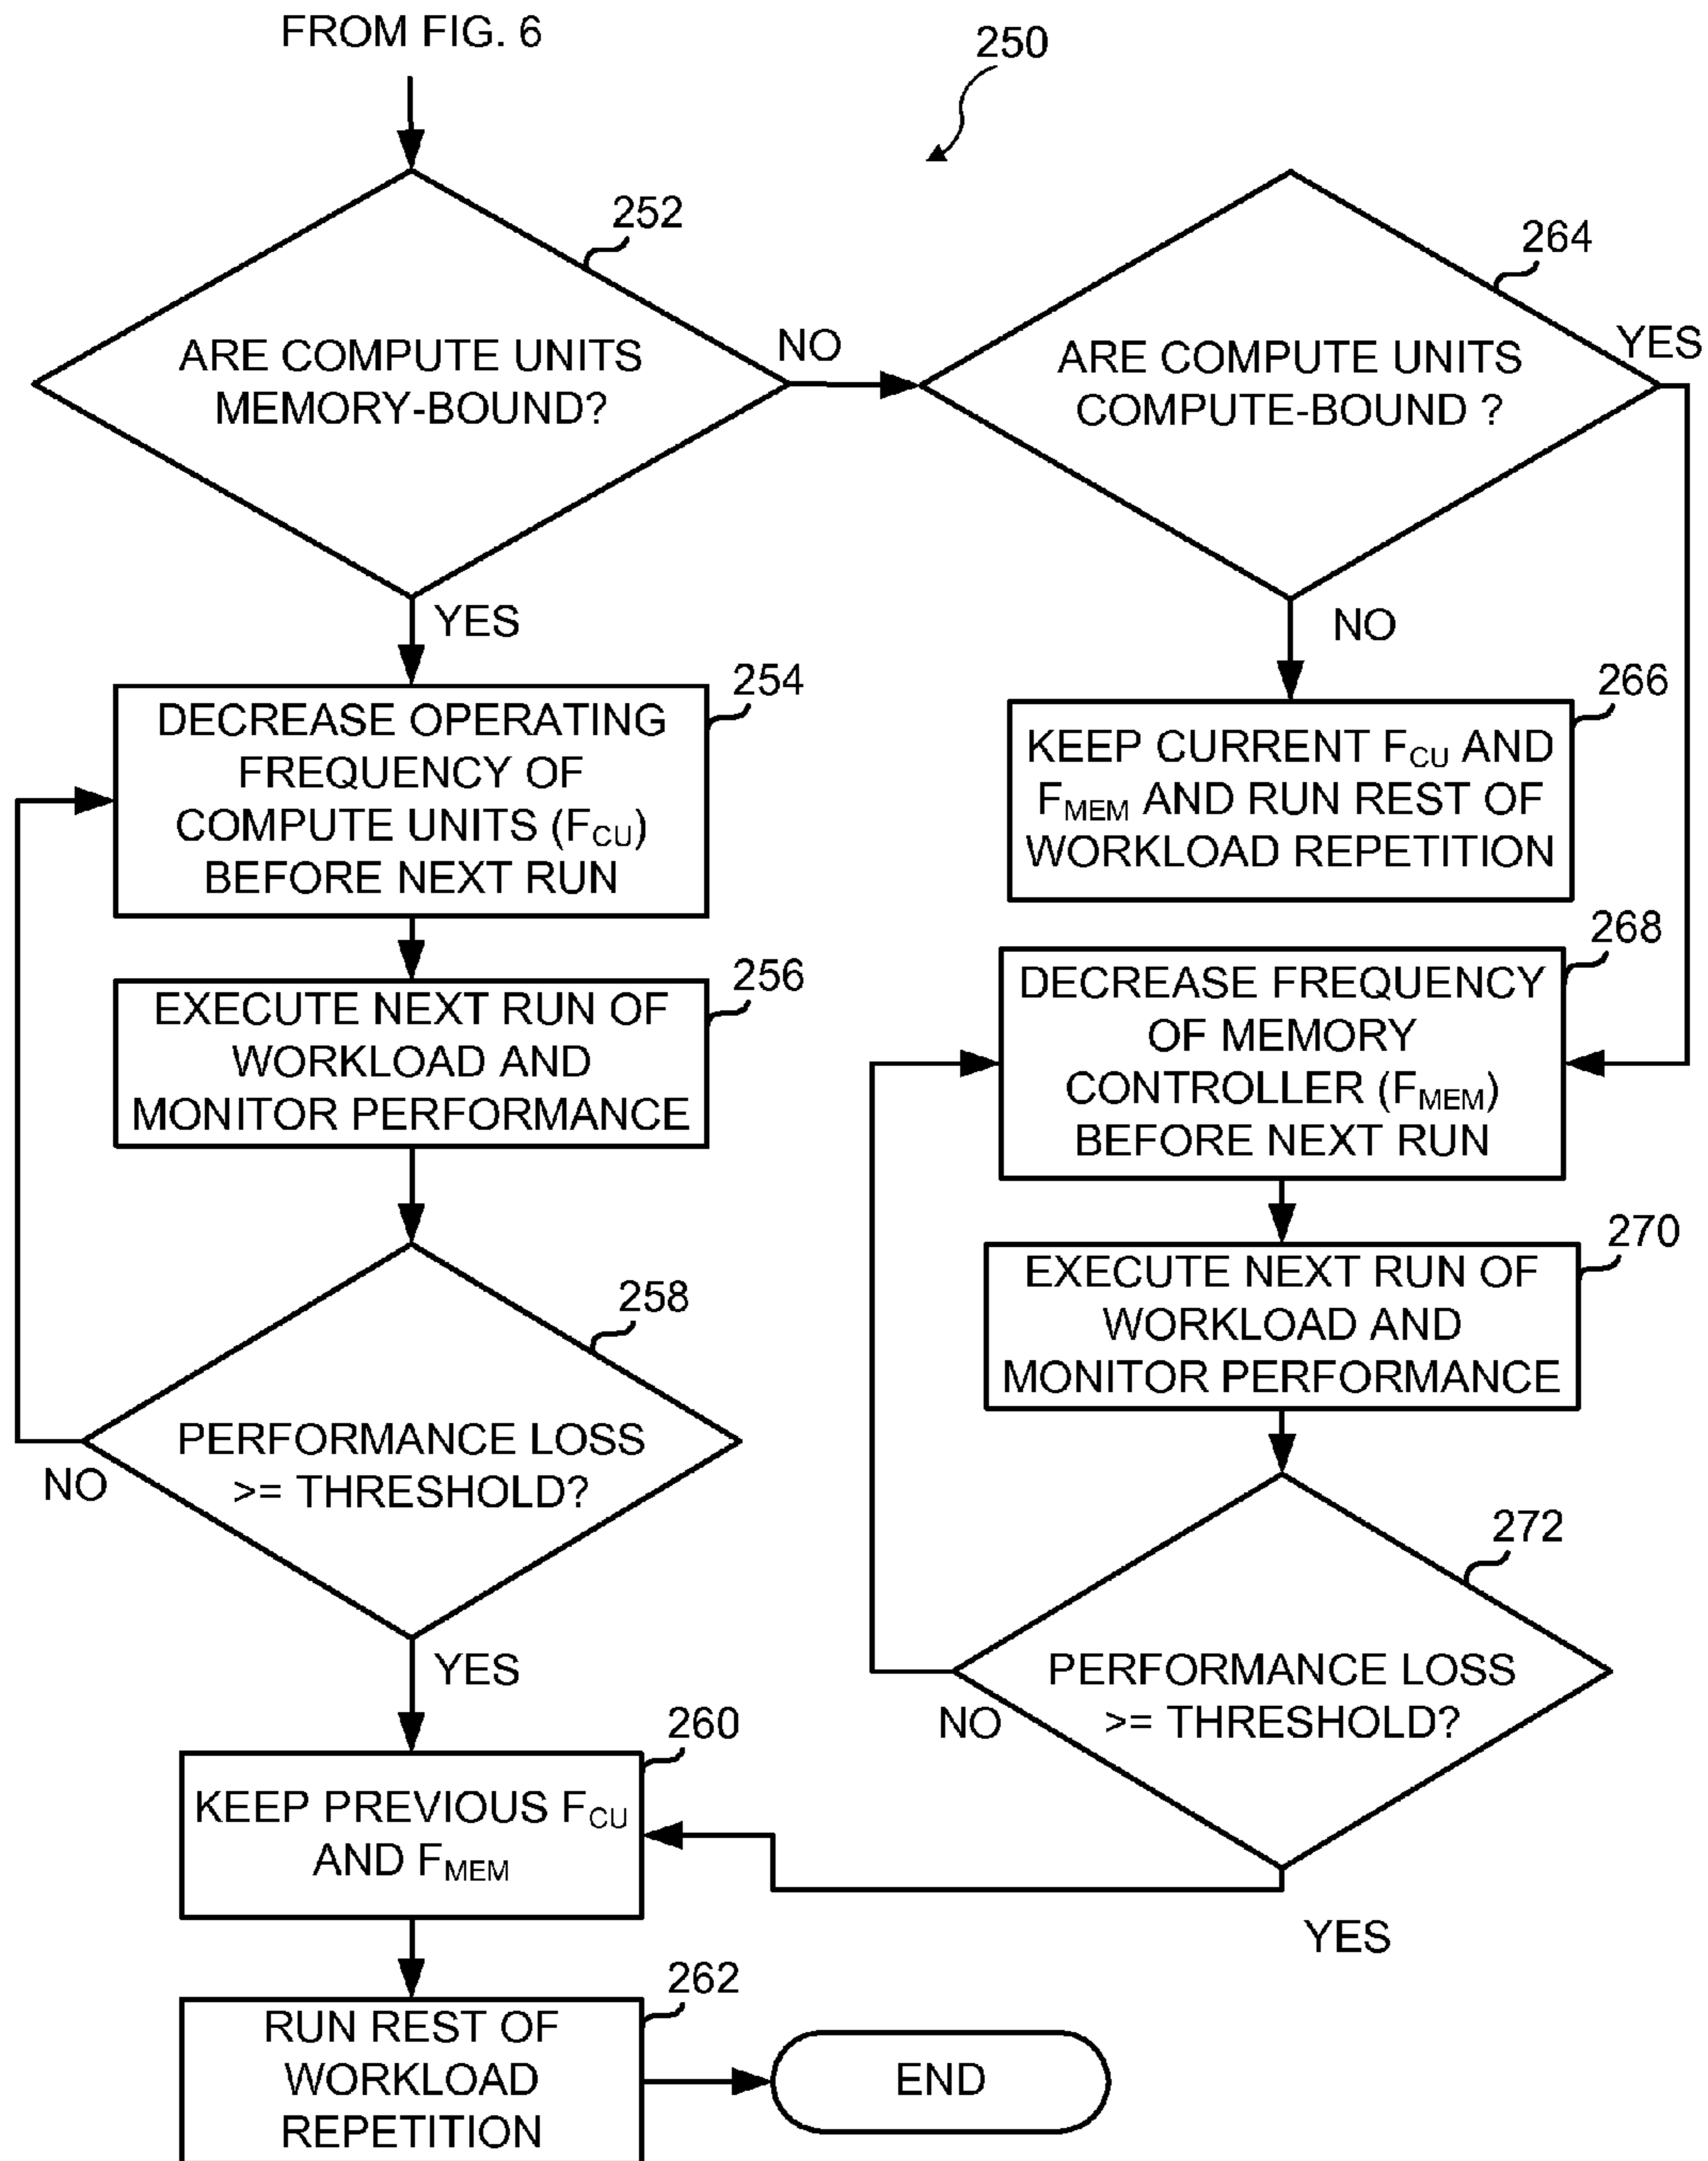 FROM FIG. 6
250
252
ARE COMPUTE UNITS
MEMORY-BOUND?
NO
YES
264
ARE COMPUTE UNITS
COMPUTE-BOUND ?
YES
NO
254
DECREASE OPERATING
FREQUENCY OF
COMPUTE UNITS (FCU)
BEFORE NEXT RUN
266
KEEP CURRENT FCU AND
FMEM AND RUN REST OF
WORKLOAD REPETITION
256
EXECUTE NEXT RUN OF
WORKLOAD AND
MONITOR PERFORMANCE
268
DECREASE FREQUENCY
OF MEMORY
CONTROLLER (FMEM)
BEFORE NEXT RUN
258
PERFORMANCE LOSS
>= THRESHOLD?
NO
YES
270
EXECUTE NEXT RUN OF
WORKLOAD AND
MONITOR PERFORMANCE
272
PERFORMANCE LOSS
>= THRESHOLD?
NO
YES
260
KEEP PREVIOUS FCU
AND FMEM
262
RUN REST OF
WORKLOAD
REPETITION
END